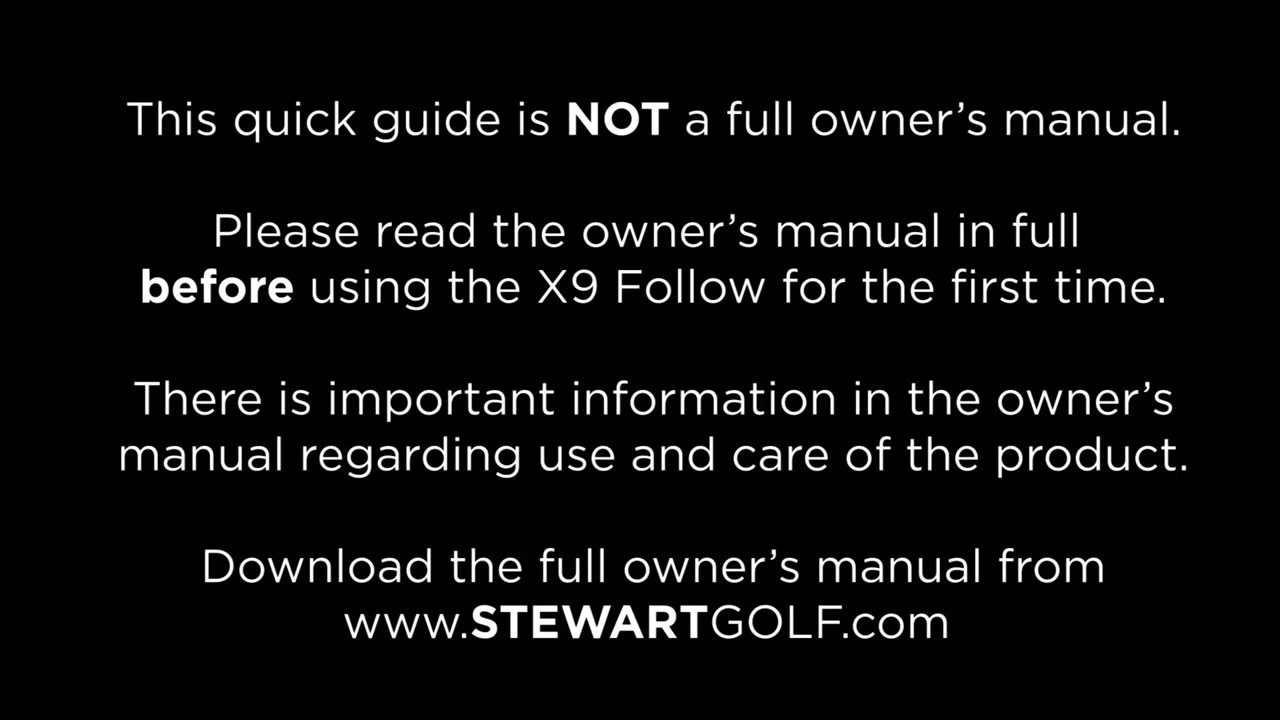 This quick guide is NOT a full owner’s manual.
Please read the owner’s manual in full
before using the X9 Follow for the first time.
There is important information in the owner’s
manual regarding use and care of the product.
Download the full owner’s manual from
www.STEWARTGOLF.com